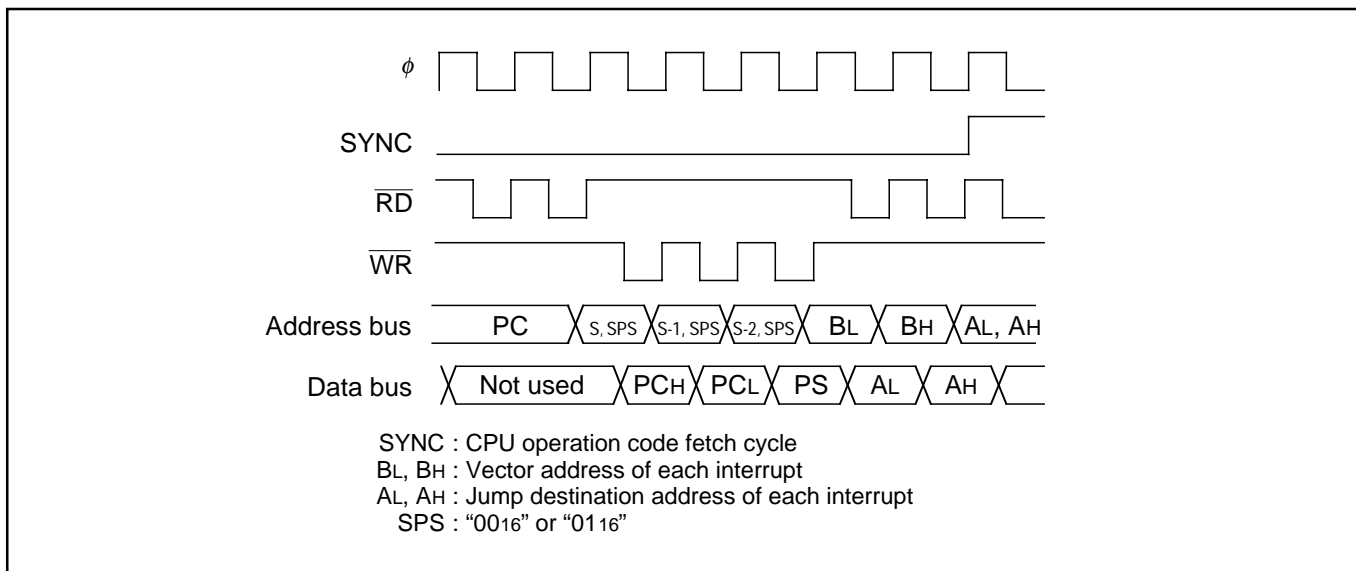 ϕ
SYNC
RD
WR
Address bus PC S, SPS S-1, SPS S-2, SPS BL BH AL, AH
Data bus Not used PCH PCL PS AL AH
SYNC : CPU operation code fetch cycle
BL, BH : Vector address of each interrupt
AL, AH : Jump destination address of each interrupt
SPS : “0016” or “0116”